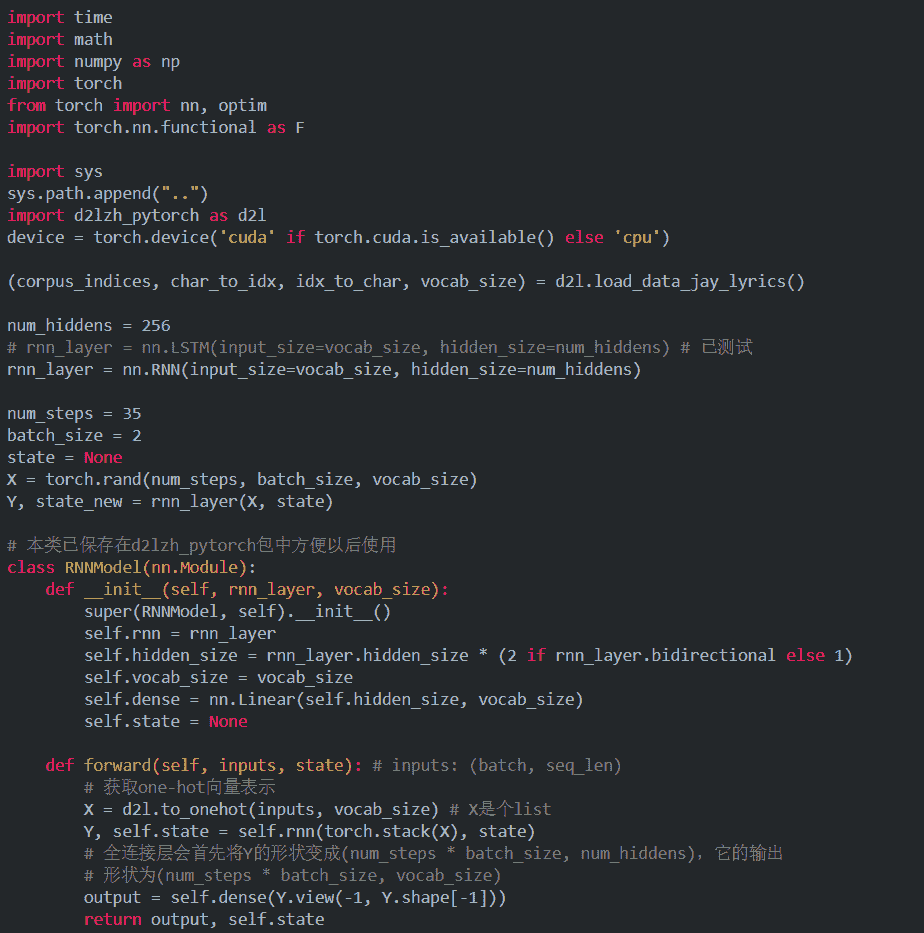 import time
import math
import numpy as np
import torch
from torch import nn, optim
import torch.nn.functional as F

import sys
sys.path.append("..")
import d2lzh_pytorch as d2l
device = torch.device('cuda' if torch.cuda.is_available() else 'cpu')

(corpus_indices, char_to_idx, idx_to_char, vocab_size) = d2l.load_data_jay_lyrics()

num_hiddens = 256
# rnn_layer = nn.LSTM(input_size=vocab_size, hidden_size=num_hiddens) # 已测试
rnn_layer = nn.RNN(input_size=vocab_size, hidden_size=num_hiddens)

num_steps = 35
batch_size = 2
state = None
X = torch.rand(num_steps, batch_size, vocab_size)
Y, state_new = rnn_layer(X, state)

# 本类已保存在d2lzh_pytorch包中方便以后使用
class RNNModel(nn.Module):
    def __init__(self, rnn_layer, vocab_size):
        super(RNNModel, self).__init__()
        self.rnn = rnn_layer
        self.hidden_size = rnn_layer.hidden_size * (2 if rnn_layer.bidirectional else 1)
        self.vocab_size = vocab_size
        self.dense = nn.Linear(self.hidden_size, vocab_size)
        self.state = None

    def forward(self, inputs, state): # inputs: (batch, seq_len)
        # 获取one-hot向量表示
        X = d2l.to_onehot(inputs, vocab_size) # X是个list
        Y, self.state = self.rnn(torch.stack(X), state)
        # 全连接层会首先将Y的形状变成(num_steps * batch_size, num_hiddens)，它的输出
        # 形状为(num_steps * batch_size, vocab_size)
        output = self.dense(Y.view(-1, Y.shape[-1]))
        return output, self.state